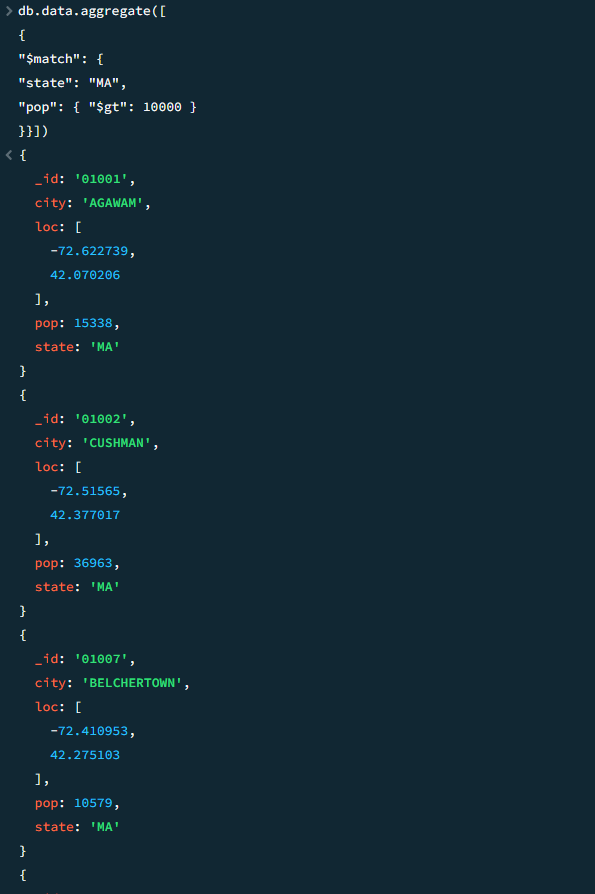 db.data.aggregate([
{
"$match": {
"state": "MA",
"pop": { "$gt": 10000 }
}}])
{
_id: '01001',
city: 'AGAWAM',
loc: [
-72.622739,
42.070206
],
pop: 15338,
state: 'MA'
}
{
_id: '01002',
city: 'CUSHMAN',
loc: [
-72.51565,
42.377017
],
pop: 36963,
state: 'MA'
}
{
_id: '01007',
city: 'BELCHERTOWN',
loc: [
-72.410953,
42.275103
],
pop: 10579,
state: 'MA'
}
{